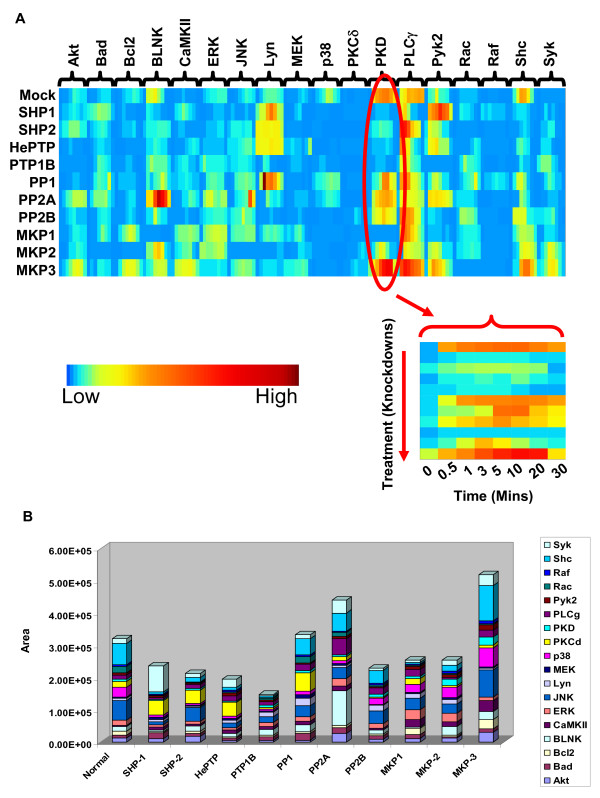 A
Akt Bad Bcl2 BLNK CaMKII ERK JNK Lyn MEK p38 PKCδ PKD PLCγ Pyk2 Rac Raf Shc Syk
Mock
SHP1
SHP2
HePTP
PTP1B
PP1
PP2A
PP2B
MKP1
MKP2
MKP3
Low High
Treatment (Knockdowns)
0 0.5 1 3 5 10 20 30
Time (Mins)
B
6.00E+05
5.00E+05
4.00E+05
3.00E+05
2.00E+05
1.00E+05
0.00E+00
Area
Normal SHP-1 SHP-2 HePTP PTP1B PP1 PP2A PP2B MKP1 MKP-2 MKP-3
Syk
Shc
Raf
Rac
Pyk2
PLCg
PKD
PKCd
p38
MEK
Lyn
JNK
ERK
CaMKII
BLNK
Bcl2
Bad
Akt